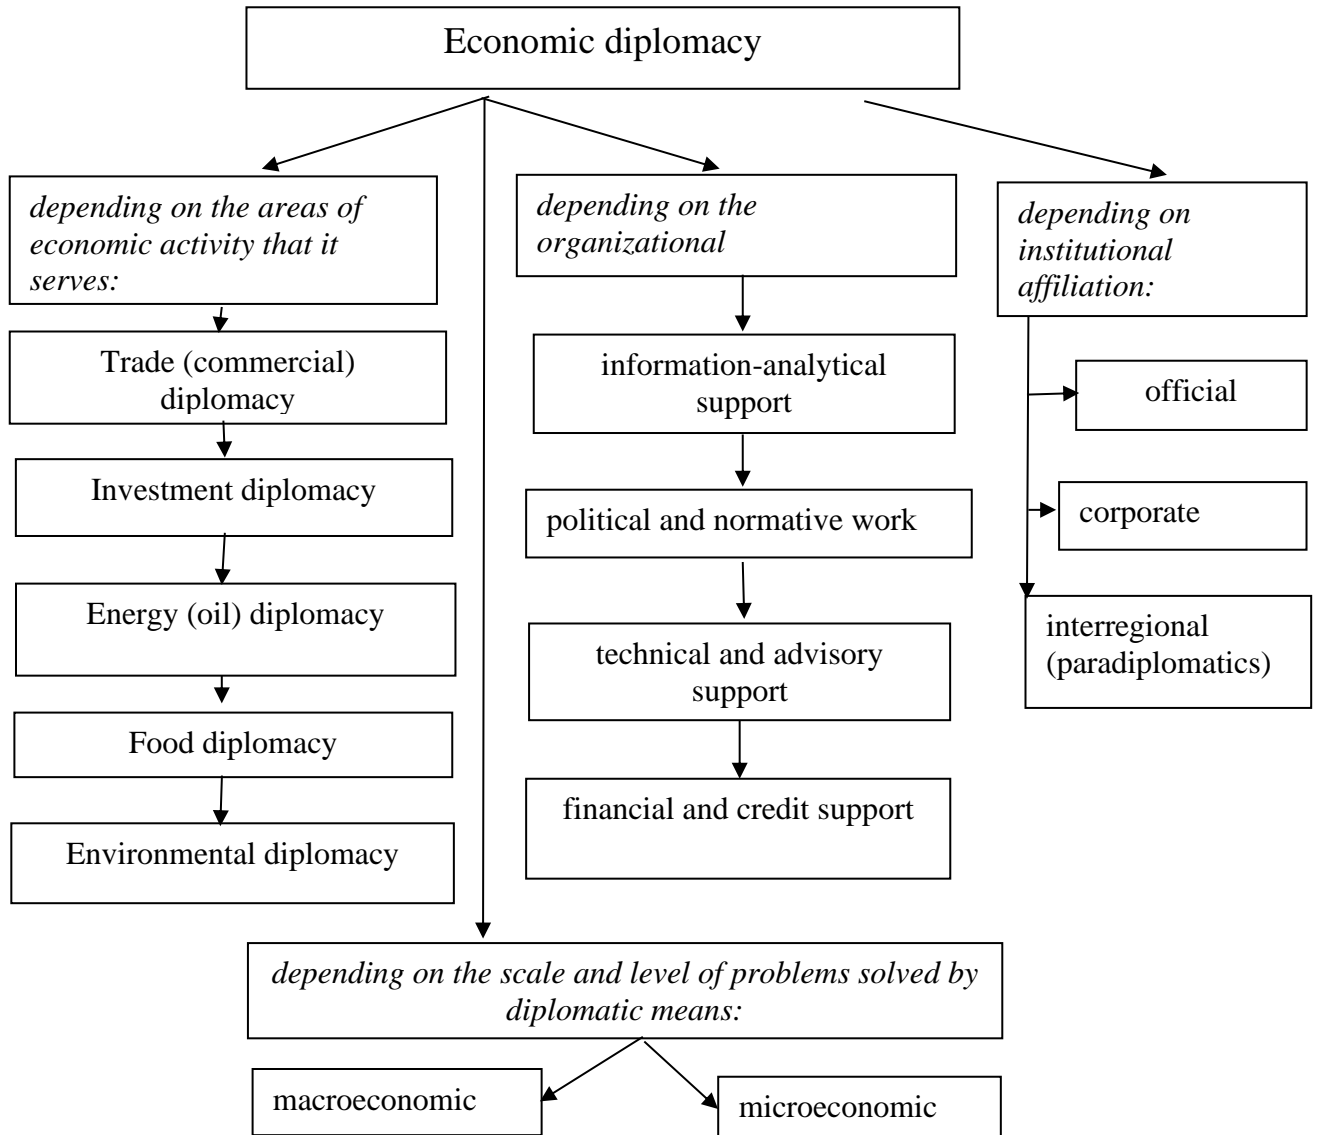 Economic diplomacy
depending on the areas of
economic activity that it
serves:
Trade (commercial)
diplomacy
Investment diplomacy
Energy (oil) diplomacy
Food diplomacy
Environmental diplomacy
depending on the
organizational
information-analytical
support
political and normative work
technical and advisory
support
financial and credit support
depending on
institutional
affiliation:
official
corporate
interregional
(paradiplomatics)
depending on the scale and level of problems solved by
diplomatic means:
macroeconomic
microeconomic